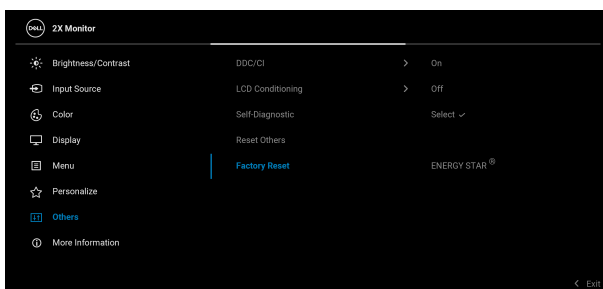 DELL 2X Monitor
Brightness/Contrast DDC/CI > On
Input Source LCD Conditioning > Off
Color Self-Diagnostic Select ✓
Display Reset Others
Menu Factory Reset ENERGY STAR®
Personalize
Others
More Information
< Exit